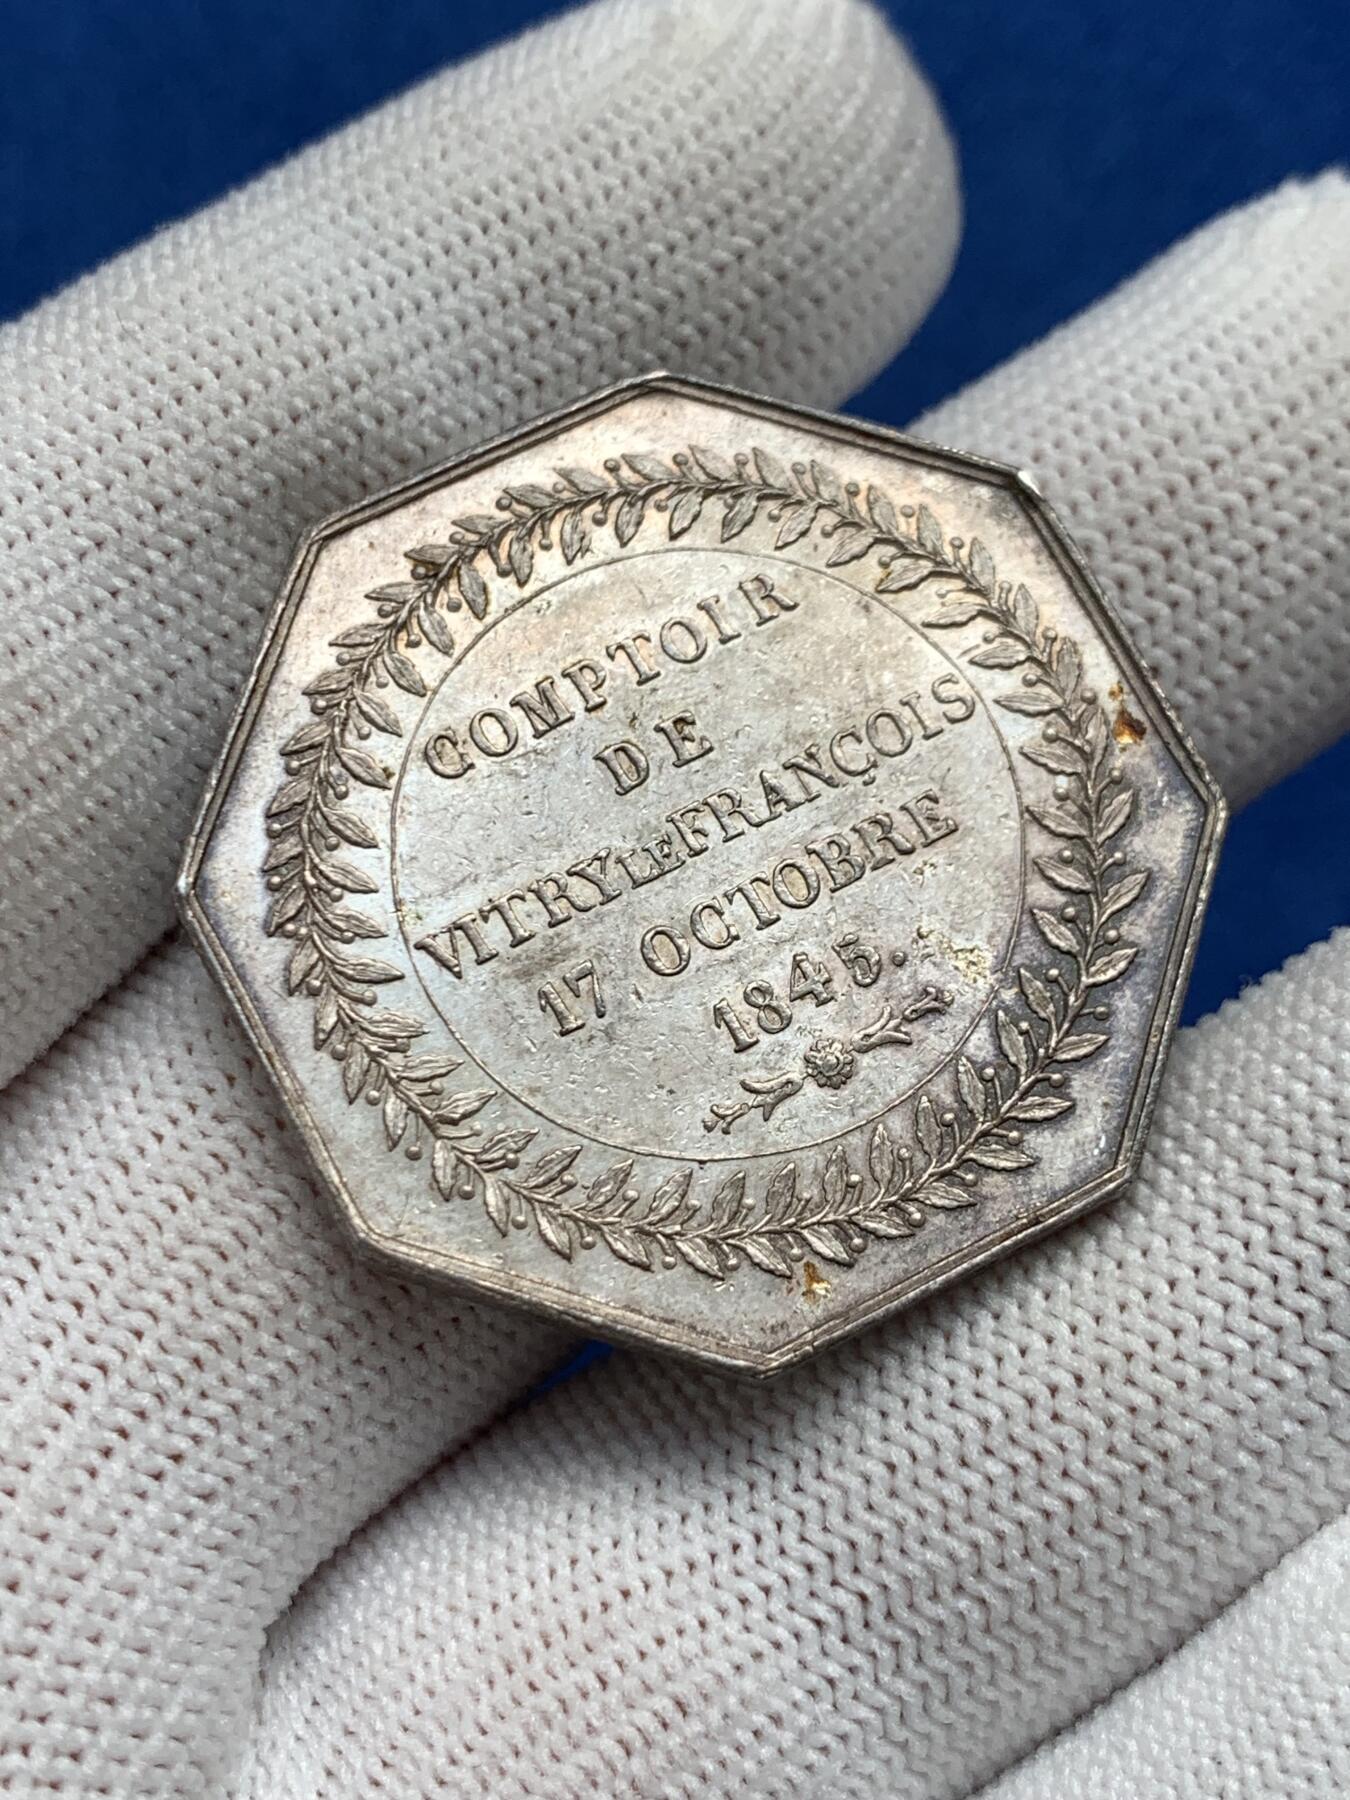 COMPTOIR
DE
VITRY LE FRANÇOIS
17 OCTOBRE
1845.